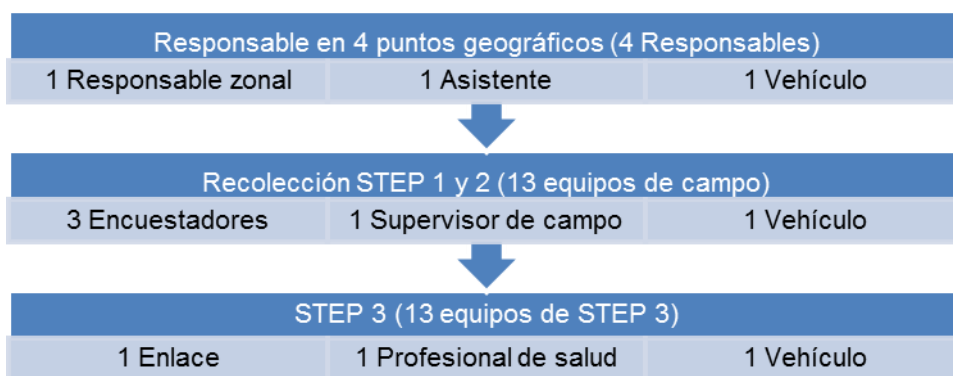 Responsable en 4 puntos geográficos (4 Responsables)
1 Responsable zonal 1 Asistente 1 Vehículo
Recolección STEP 1 y 2 (13 equipos de campo)
3 Encuestadores 1 Supervisor de campo 1 Vehículo
STEP 3 (13 equipos de STEP 3)
1 Enlace 1 Profesional de salud 1 Vehículo